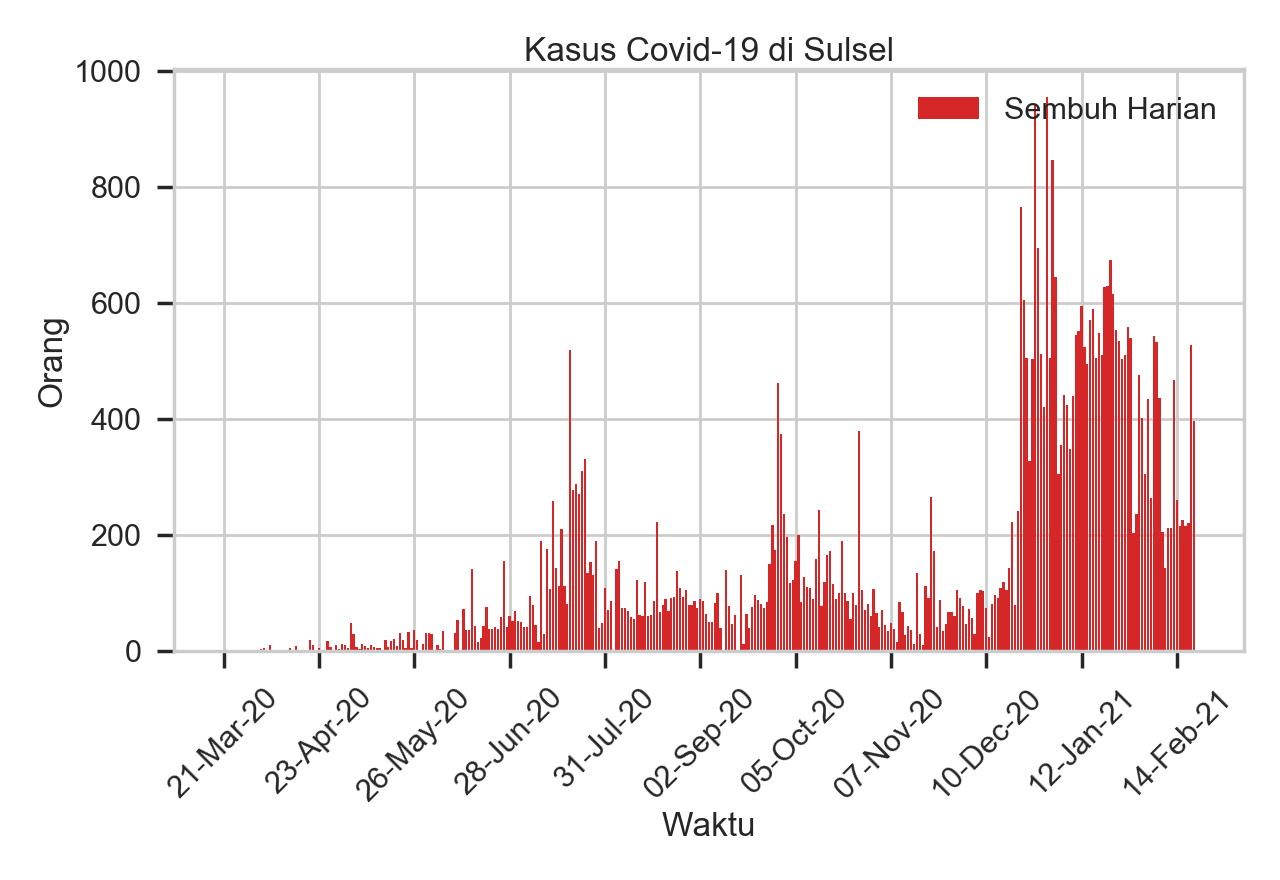 Kasus Covid-19 di Sulsel
Sembuh Harian
Orang
1000
800
600
400
200
0
21-Mar-20
23-Apr-20
26-May-20
28-Jun-20
31-Jul-20
02-Sep-20
05-Oct-20
07-Nov-20
10-Dec-20
12-Jan-21
14-Feb-21
Waktu